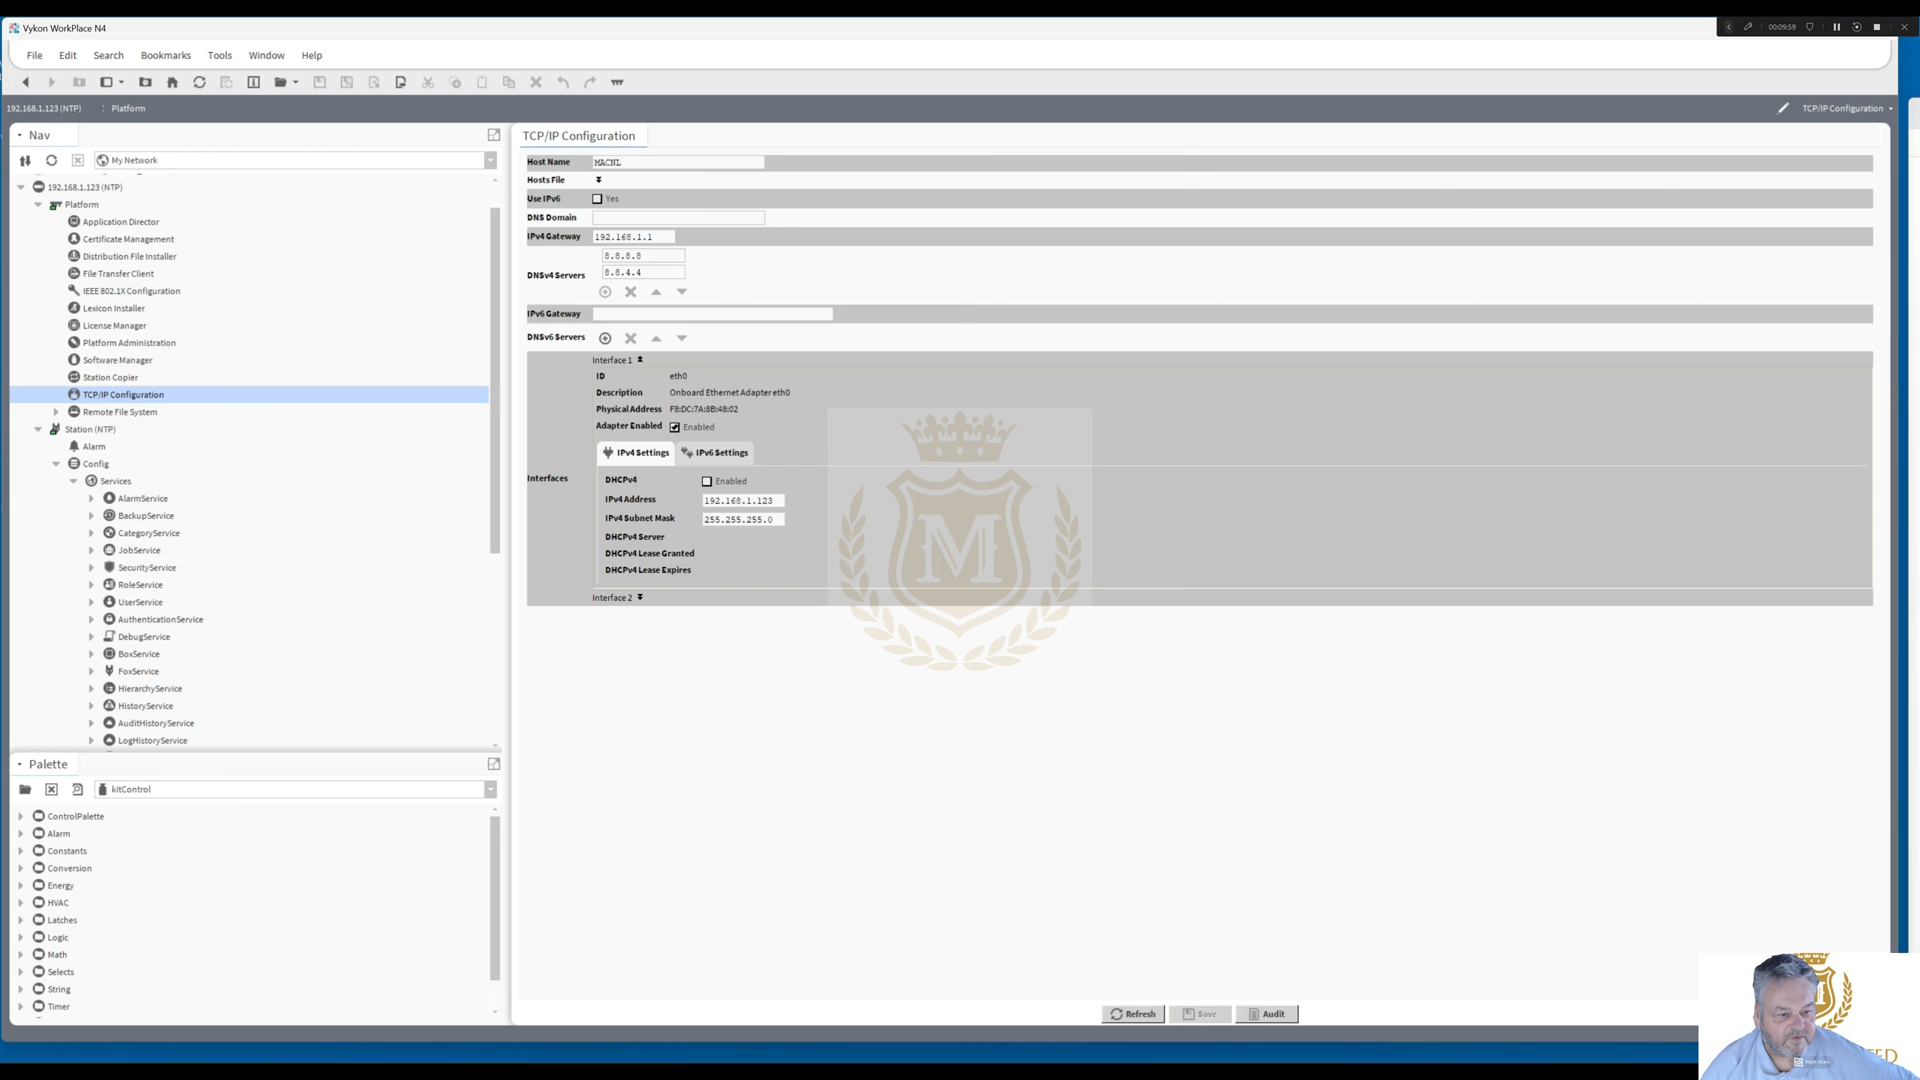 Vykon WorkPlace N4
00:09:59
File Edit Search Bookmarks Tools Window Help
192.168.1.123 (NTP) : Platform
TCP/IP Configuration
Nav
My Network
192.168.1.123 (NTP)
Platform
Application Director
Certificate Management
Distribution File Installer
File Transfer Client
IEEE 802.1X Configuration
Lexicon Installer
License Manager
Platform Administration
Software Manager
Station Copier
TCP/IP Configuration
Remote File System
Station (NTP)
Alarm
Config
Services
AlarmService
BackupService
CategoryService
JobService
SecurityService
RoleService
UserService
AuthenticationService
DebugService
BoxService
FoxService
HierarchyService
HistoryService
AuditHistoryService
LogHistoryService
Palette
kitControl
ControlPalette
Alarm
Constants
Conversion
Energy
HVAC
Latches
Logic
Math
Selects
String
Timer
TCP/IP Configuration
Host Name MACNL
Hosts File
Use IPv6 Yes
DNS Domain
IPv4 Gateway 192.168.1.1
DNSv4 Servers
8.8.8.8
8.8.4.4
IPv6 Gateway
DNSv6 Servers
Interfaces
Interface 1
ID eth0
Description Onboard Ethernet Adapter eth0
Physical Address F8:DC:7A:8B:48:02
Adapter Enabled Enabled
IPv4 Settings IPv6 Settings
DHCPv4 Enabled
IPv4 Address 192.168.1.123
IPv4 Subnet Mask 255.255.255.0
DHCPv4 Server
DHCPv4 Lease Granted
DHCPv4 Lease Expires
Interface 2
M
Refresh Save Audit